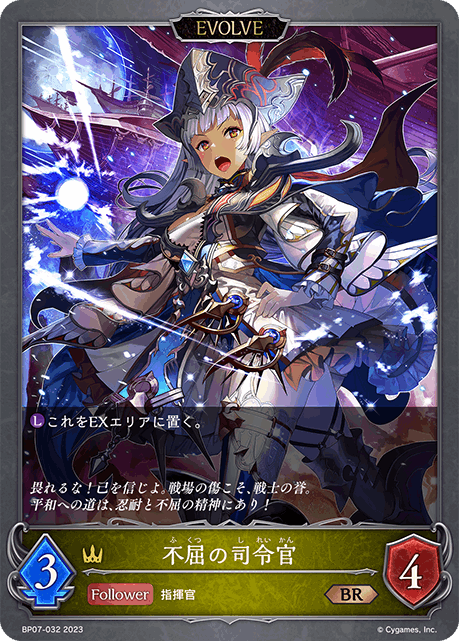 EVOLVE
Lこれを EXエリアに置く。
畏れるな!己を信じよ。戦場の傷こそ、戦士の誉。
平和への道は、忍耐と不屈の精神にあり!
ふくつ しれいかん
不屈の司令官
3
4
Follower 指揮官
BR
BP07-032 2023
© Cygames, Inc.